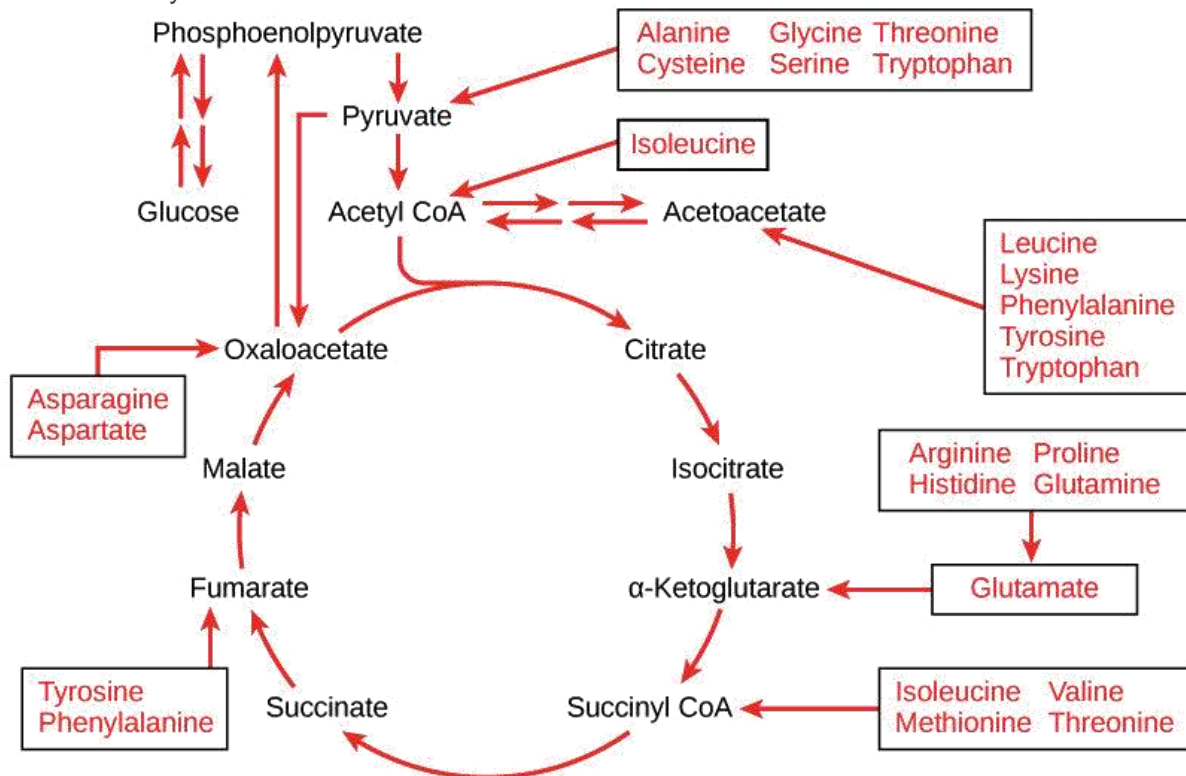 Phosphoenolpyruvate
Alanine Glycine Threonine
Cysteine Serine Tryptophan
Pyruvate
Isoleucine
Glucose
Acetyl CoA
Acetoacetate
Leucine
Lysine
Phenylalanine
Tyrosine
Tryptophan
Oxaloacetate
Citrate
Asparagine
Aspartate
Malate
Isocitrate
Arginine Proline
Histidine Glutamine
Fumarate
α-Ketoglutarate
Glutamate
Tyrosine
Phenylalanine
Succinate
Succinyl CoA
Isoleucine Valine
Methionine Threonine